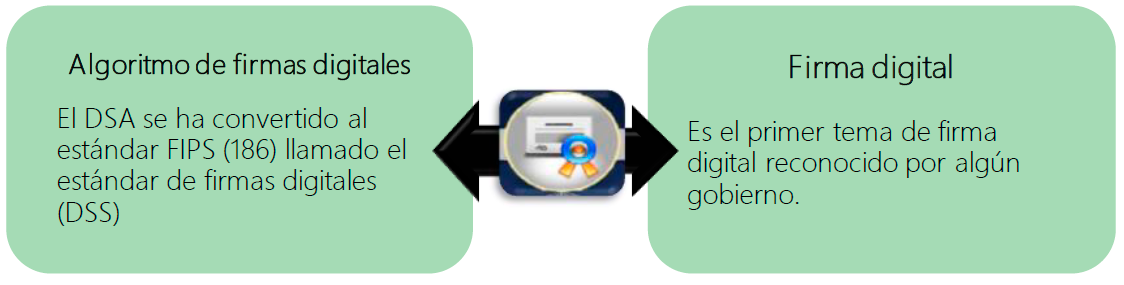 Algoritmo de firmas digitales
El DSA se ha convertido al
estándar FIPS (186) llamado el
estándar de firmas digitales
(DSS)
Firma digital
Es el primer tema de firma
digital reconocido por algún
gobierno.